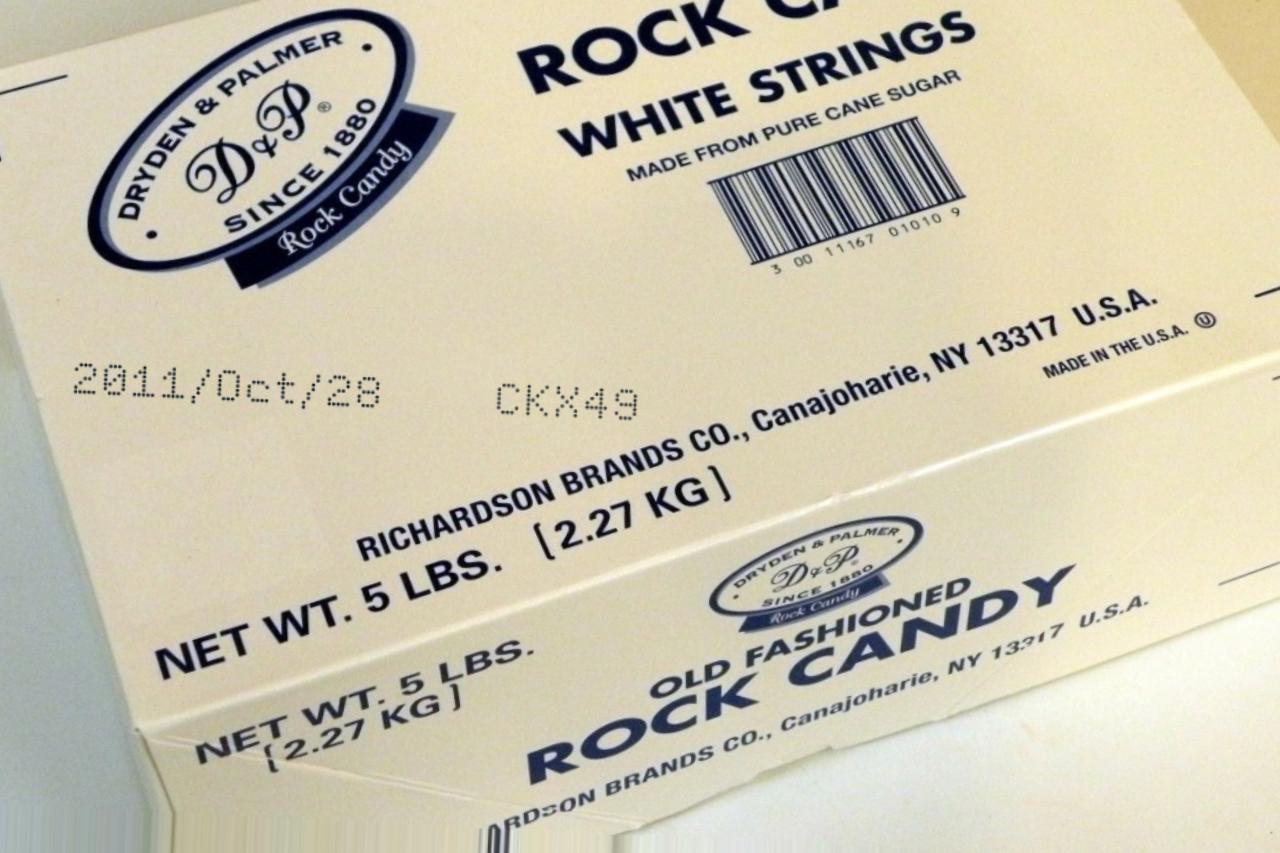 DRYDEN & PALMER
D&P®
SINCE 1880
Rock Candy
ROCK
WHITE STRINGS
MADE FROM PURE CANE SUGAR
3 00 11167 01010 9
2011/Oct/28 CKX49
RICHARDSON BRANDS CO., Canajoharie, NY 13317 U.S.A.
MADE IN THE U.S.A. Ⓤ
NET WT. 5 LBS. [2.27 KG]
DRYDEN & PALMER
D&P®
SINCE 1880
Rock Candy
OLD FASHIONED
ROCK CANDY
NET WT. 5 LBS.
[2.27 KG]
BRANDS CO., Canajoharie, NY 13317 U.S.A.